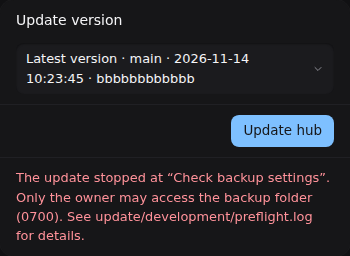 Update version
Latest version · main · 2026-11-14
10:23:45 · bbbbbbbbbbbb
Update hub
The update stopped at “Check backup settings”.
Only the owner may access the backup folder
(0700). See update/development/preflight.log
for details.